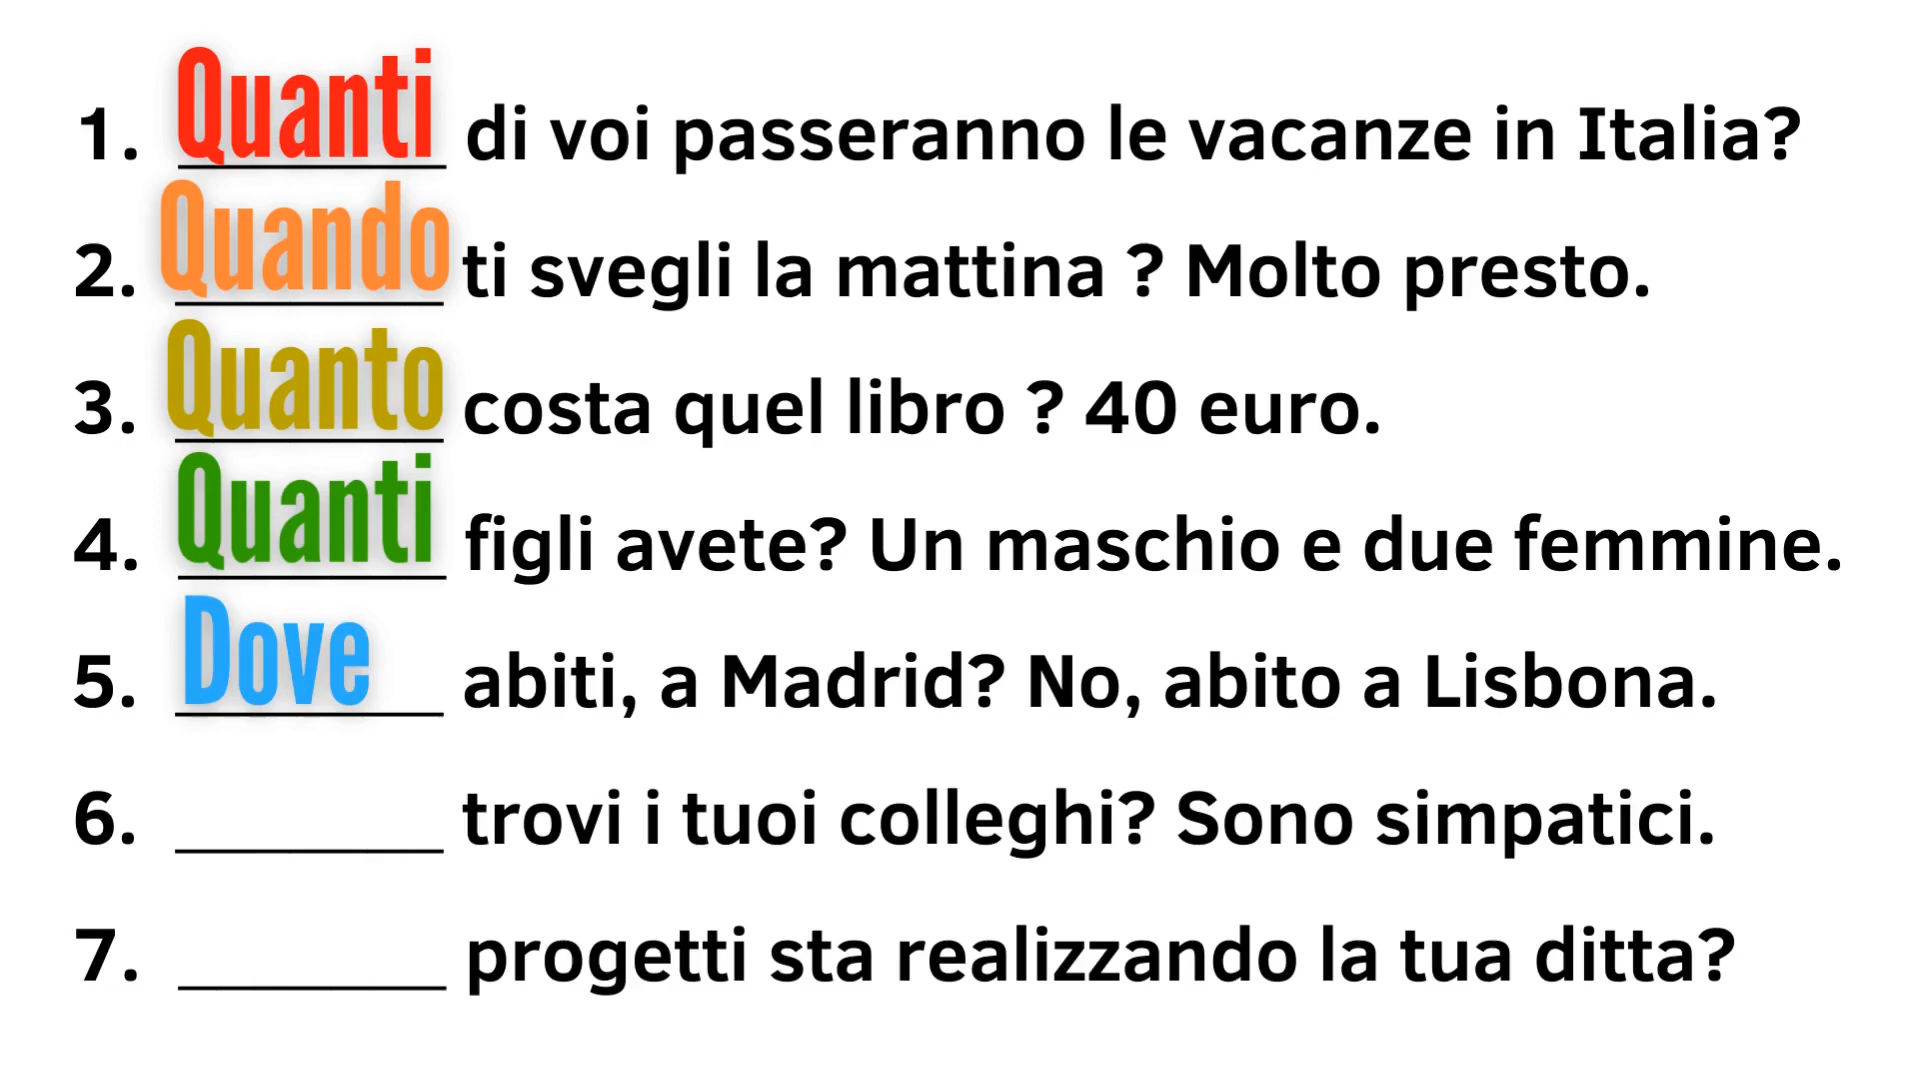 1. Quanti di voi passeranno le vacanze in Italia?
2. Quando ti svegli la mattina ? Molto presto.
3. Quanto costa quel libro ? 40 euro.
4. Quanti figli avete? Un maschio e due femmine.
5. Dove abiti, a Madrid? No, abito a Lisbona.
6. ________ trovi i tuoi colleghi? Sono simpatici.
7. ________ progetti sta realizzando la tua ditta?